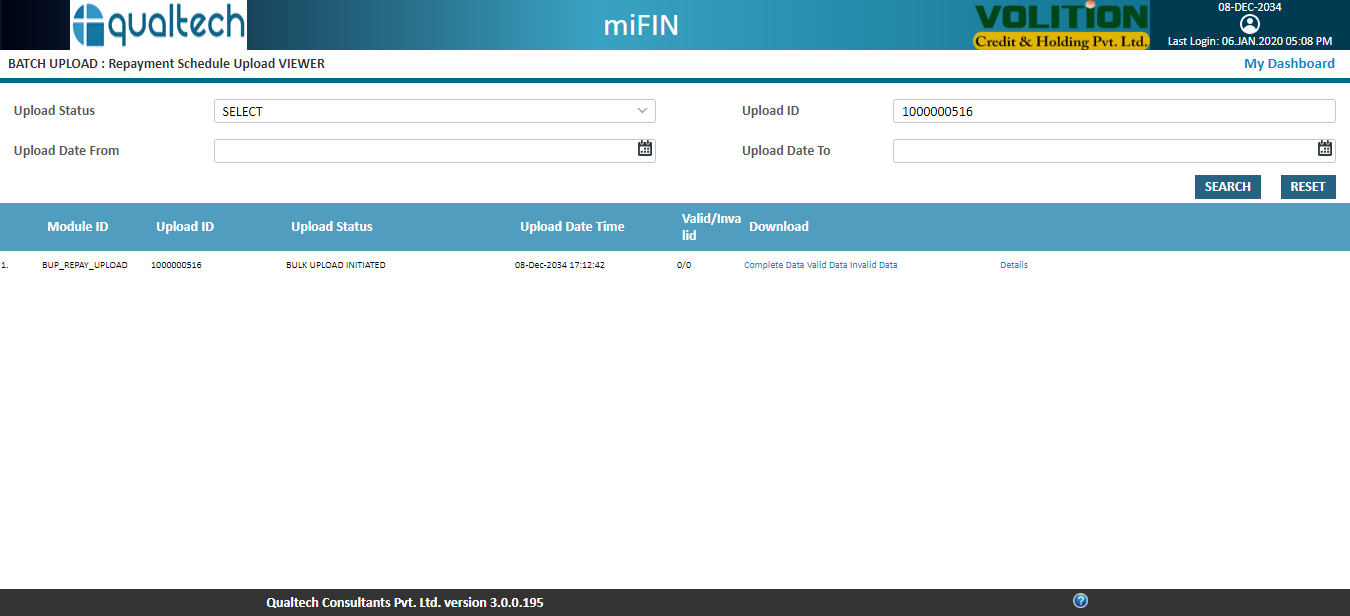 qualtech
miFIN
VOLITION
Credit & Holding Pvt. Ltd.
08-DEC-2034
Last Login: 06.JAN.2020 05:08 PM
BATCH UPLOAD : Repayment Schedule Upload VIEWER
My Dashboard
Upload Status
SELECT
Upload ID
1000000516
Upload Date From
Upload Date To
SEARCH
RESET
Module ID Upload ID Upload Status Upload Date Time Valid/Inva
lid
Download
1. BUP_REPAY_UPLOAD 1000000516 BULK UPLOAD INITIATED 08-Dec-2034 17:12:42 0/0 Complete Data Valid Data Invalid Data Details
Qualtech Consultants Pvt. Ltd. version 3.0.0.195
?